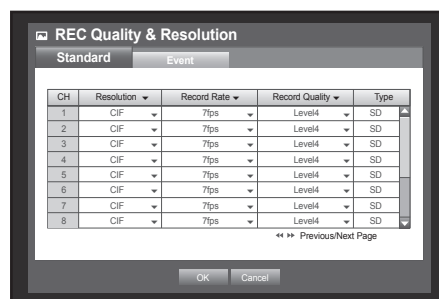 REC Quality & Resolution
Standard Event
CH Resolution Record Rate Record Quality Type
1 CIF 7fps Level4 SD
2 CIF 7fps Level4 SD
3 CIF 7fps Level4 SD
4 CIF 7fps Level4 SD
5 CIF 7fps Level4 SD
6 CIF 7fps Level4 SD
7 CIF 7fps Level4 SD
8 CIF 7fps Level4 SD
Previous/Next Page
OK Cancel